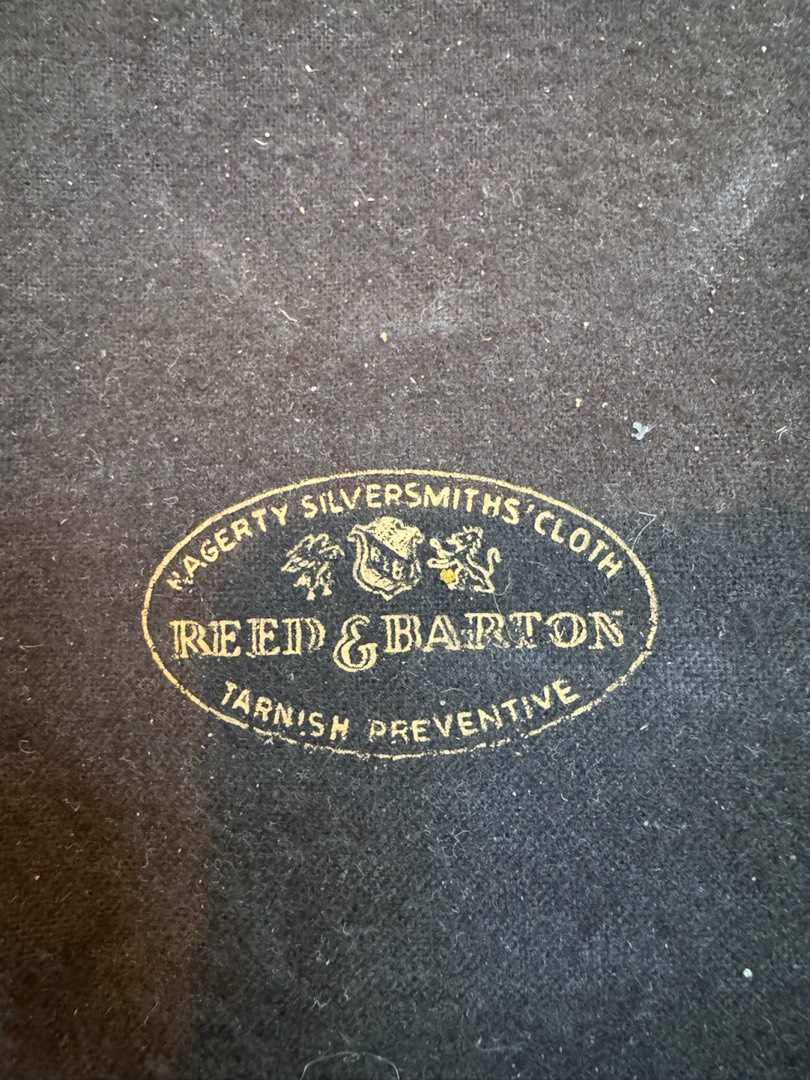 HAGERTY SILVERSMITHS' CLOTH
REED & BARTON
TARNISH PREVENTIVE